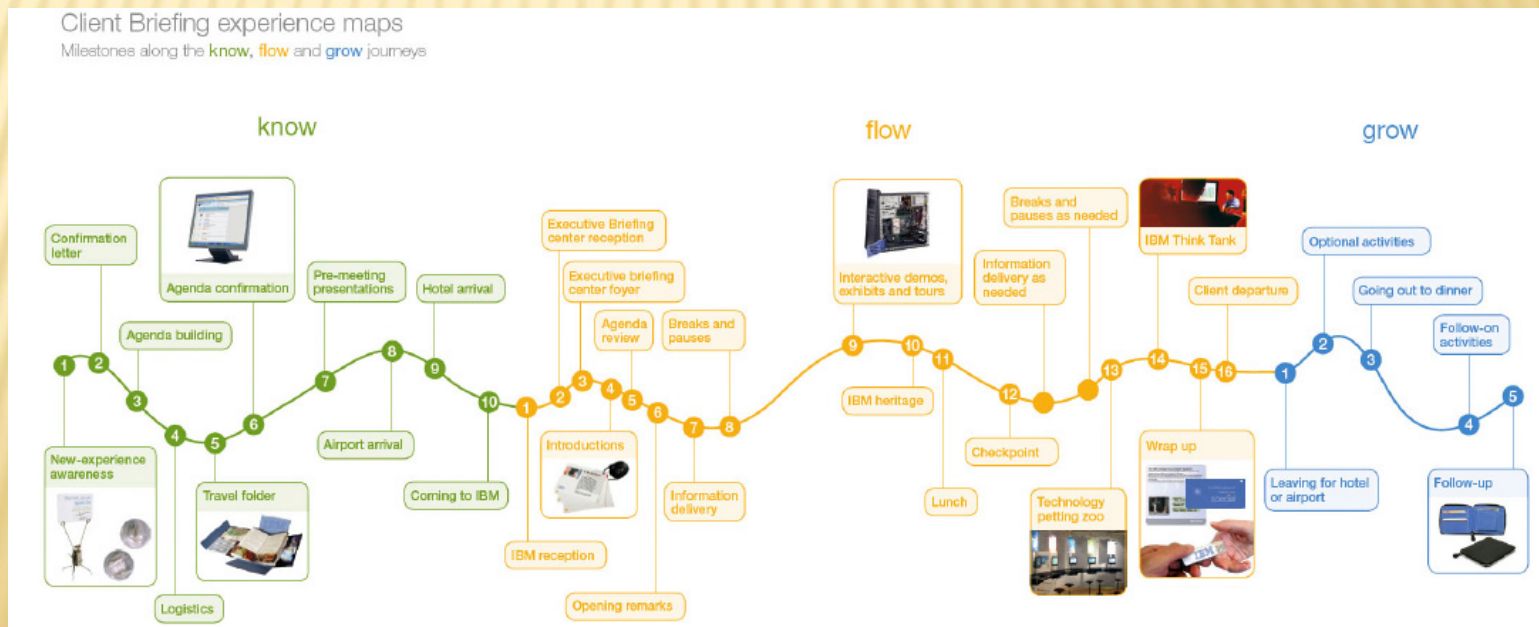 Client Briefing experience maps
Milestones along the know, flow and grow journeys
know
flow
grow
Confirmation
letter
Agenda confirmation
Agenda building
Pre-meeting
presentations
Hotel arrival
Executive Briefing
center reception
Executive briefing
center foyer
Agenda
review
Breaks and
pauses
Interactive demos,
exhibits and tours
Information
delivery as
needed
Breaks and
pauses as needed
IBM Think Tank
Client departure
Optional activities
Going out to dinner
Follow-on
activities
1
2
3
4
5
6
7
8
9
10
1
2
3
4
5
6
7
8
9
10
11
12
13
14
15
16
1
2
3
4
5
New-experience
awareness
Logistics
Travel folder
Airport arrival
Coming to IBM
IBM reception
Introductions
Opening remarks
Information
delivery
IBM heritage
Lunch
Checkpoint
Technology
petting zoo
Wrap up
IBM
Leaving for hotel
or airport
Follow-up